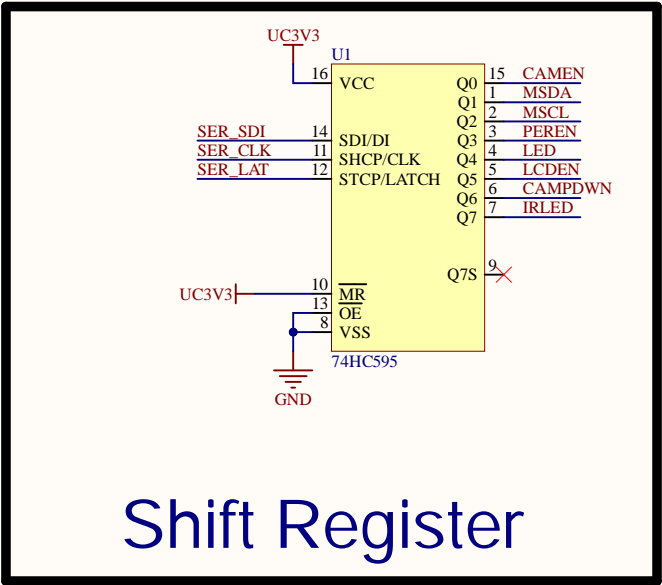 UC3V3
U1
16 VCC
Q0 15 CAMEN
Q1 1 MSDA
Q2 2 MSCL
SER_SDI 14 SDI/DI
Q3 3 PEREN
SER_CLK 11 SHCP/CLK
Q4 4 LED
SER_LAT 12 STCP/LATCH
Q5 5 LCDEN
Q6 6 CAMPDWN
Q7 7 IRLED
Q7S 9
UC3V3 10 MR
13 OE
8 VSS
74HC595
GND
Shift Register